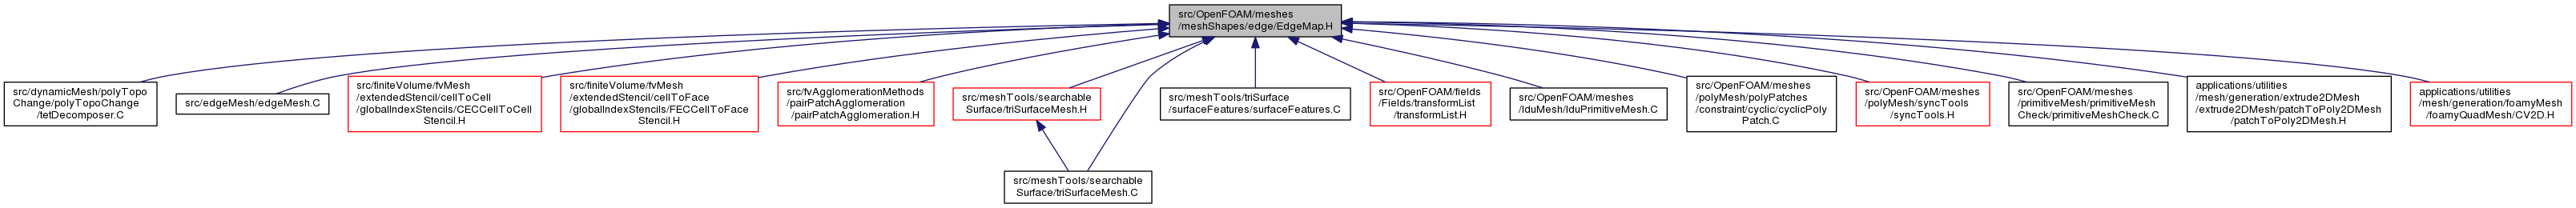 src/OpenFOAM/meshes
/meshShapes/edge/EdgeMap.H
src/dynamicMesh/polyTopo
Change/polyTopoChange
/tetDecomposer.C
src/edgeMesh/edgeMesh.C
src/finiteVolume/fvMesh
/extendedStencil/cellToCell
/globalIndexStencils/CECCellToCell
Stencil.H
src/finiteVolume/fvMesh
/extendedStencil/cellToFace
/globalIndexStencils/FECCellToFace
Stencil.H
src/fvAgglomerationMethods
/pairPatchAgglomeration
/pairPatchAgglomeration.H
src/meshTools/searchable
Surface/triSurfaceMesh.H
src/meshTools/triSurface
/surfaceFeatures/surfaceFeatures.C
src/OpenFOAM/fields
/Fields/transformList
/transformList.H
src/OpenFOAM/meshes
/lduMesh/lduPrimitiveMesh.C
src/OpenFOAM/meshes
/polyMesh/polyPatches
/constraint/cyclic/cyclicPoly
Patch.C
src/OpenFOAM/meshes
/polyMesh/syncTools
/syncTools.H
src/OpenFOAM/meshes
/primitiveMesh/primitiveMesh
Check/primitiveMeshCheck.C
applications/utilities
/mesh/generation/extrude2DMesh
/extrude2DMesh/patchToPoly2DMesh
/patchToPoly2DMesh.H
applications/utilities
/mesh/generation/foamyMesh
/foamyQuadMesh/CV2D.H
src/meshTools/searchable
Surface/triSurfaceMesh.C